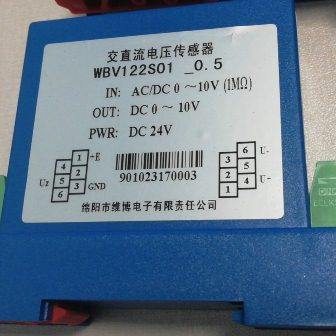 交直流电压传感器
WBV122S01 _0.5
IN: AC/DC 0 ～10V (1MΩ)
OUT: DC 0 ～ 10V
PWR: DC 24V
1 +E
4 2
Uz 5 3 GND
6
901023170003
6 U-
3 5
2 4 U+
1
绵阳市维博电子有限责任公司